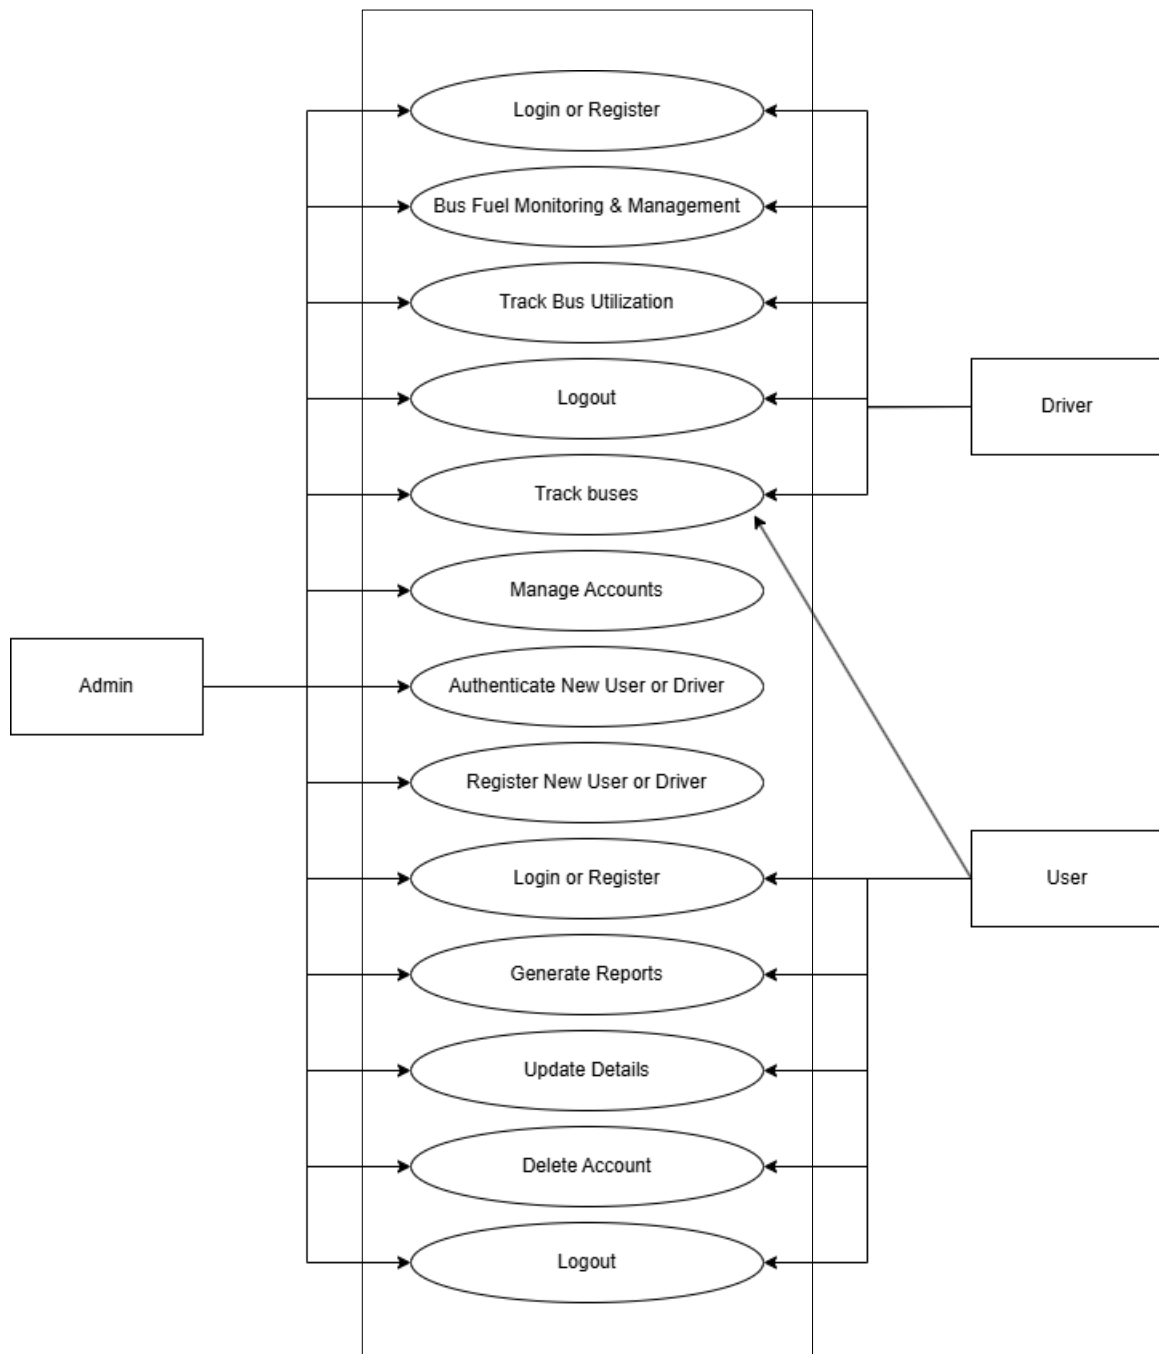 Login or Register
Bus Fuel Monitoring & Management
Track Bus Utilization
Logout
Driver
Track buses
Manage Accounts
Admin
Authenticate New User or Driver
Register New User or Driver
Login or Register
User
Generate Reports
Update Details
Delete Account
Logout